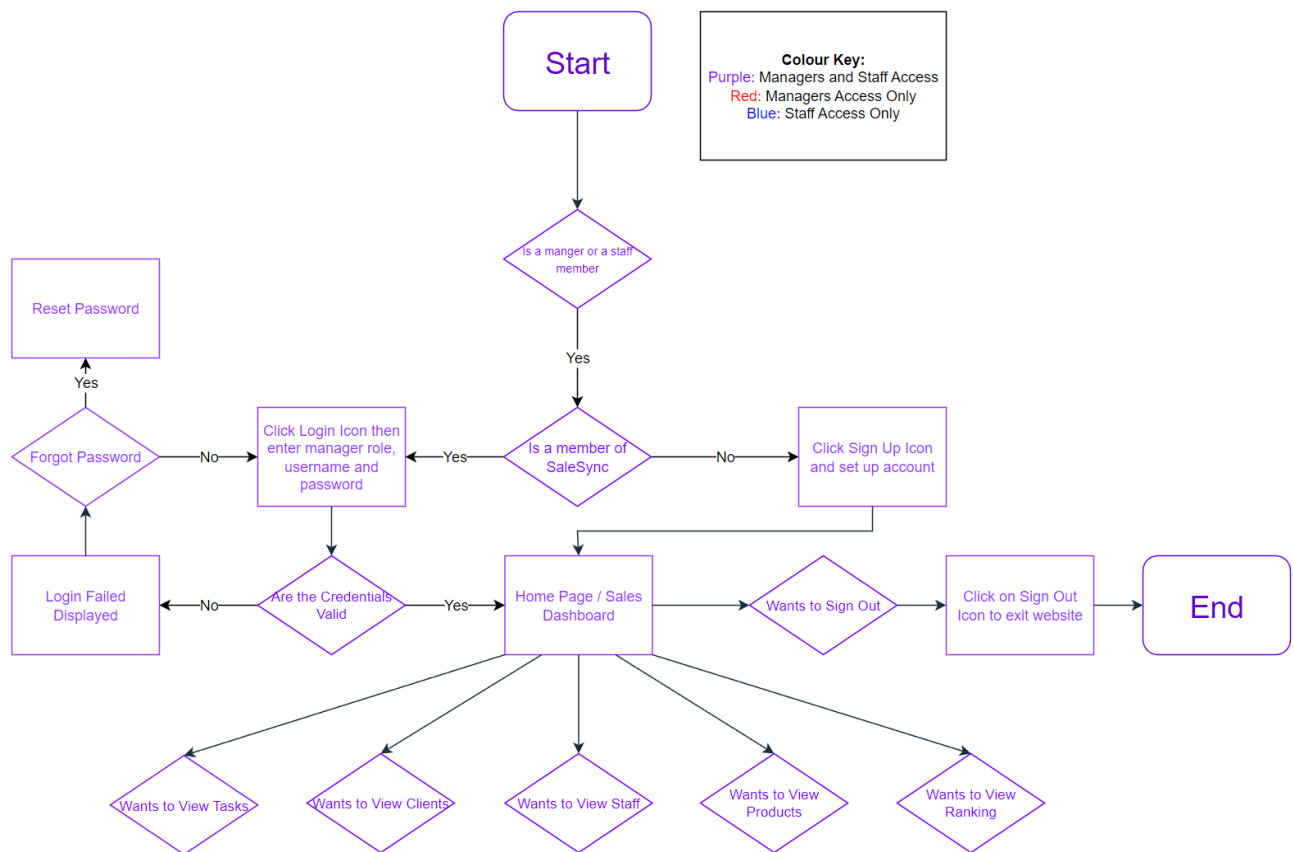 Start
Colour Key:
Purple: Managers and Staff Access
Red: Managers Access Only
Blue: Staff Access Only
Is a manger or a staff
member
Reset Password
Yes
Yes
Forgot Password
No
Click Login Icon then
enter manager role,
username and
password
Yes
Is a member of
SaleSync
No
Click Sign Up Icon
and set up account
Login Failed
Displayed
No
Are the Credentials
Valid
Yes
Home Page / Sales
Dashboard
Wants to Sign Out
Click on Sign Out
Icon to exit website
End
Wants to View Tasks
Wants to View Clients
Wants to View Staff
Wants to View
Products
Wants to View
Ranking